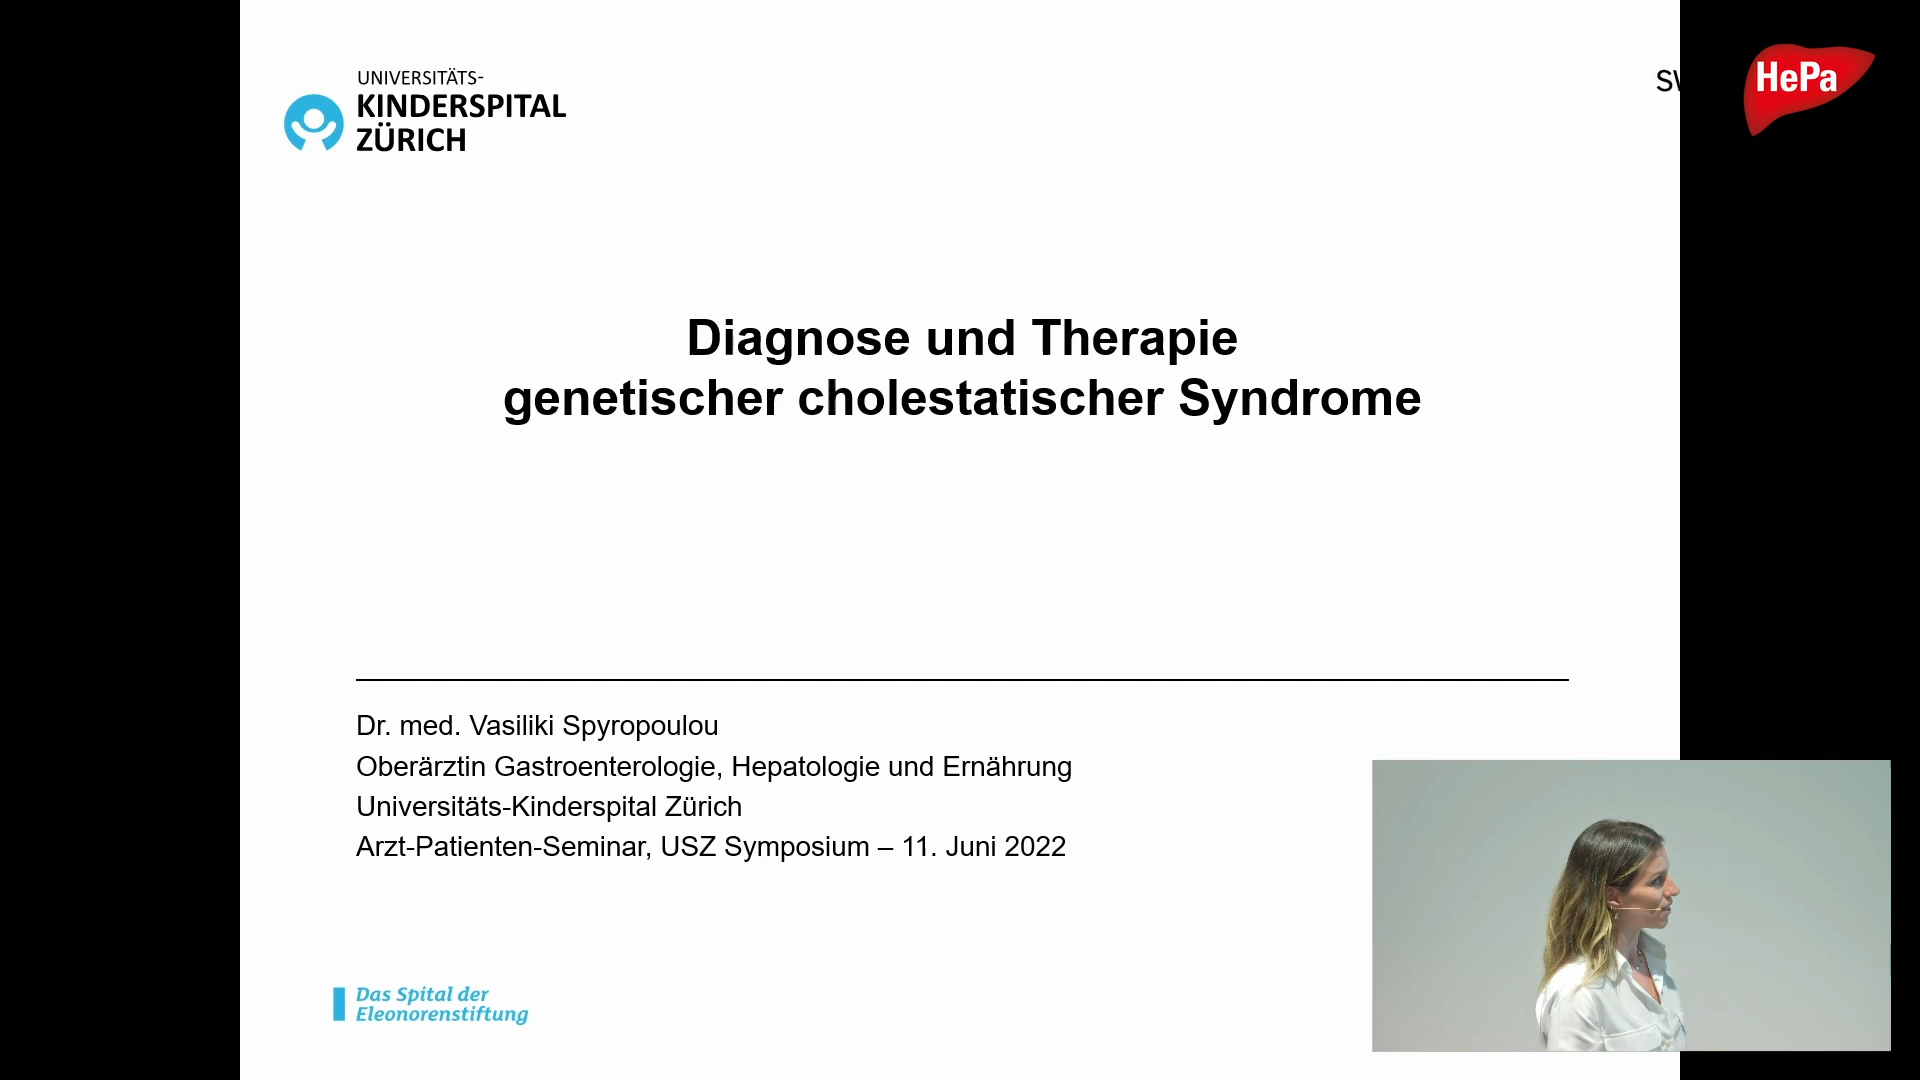 UNIVERSITÄTS-
KINDERSPITAL
ZÜRICH
HePa
Diagnose und Therapie
genetischer cholestatischer Syndrome
Dr. med. Vasiliki Spyropoulou
Oberärztin Gastroenterologie, Hepatologie und Ernährung
Universitäts-Kinderspital Zürich
Arzt-Patienten-Seminar, USZ Symposium – 11. Juni 2022
Das Spital der
Eleonorenstiftung